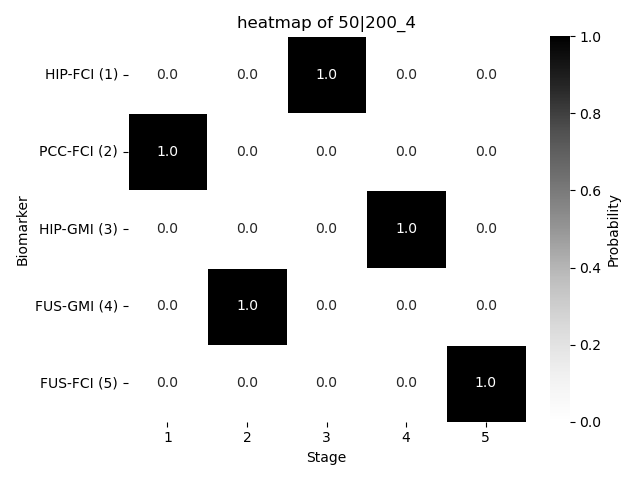 heatmap of 50|200_4
HIP-FCI (1) 0.0 0.0 1.0 0.0 0.0
PCC-FCI (2) 1.0 0.0 0.0 0.0 0.0
HIP-GMI (3) 0.0 0.0 0.0 1.0 0.0
FUS-GMI (4) 0.0 1.0 0.0 0.0 0.0
FUS-FCI (5) 0.0 0.0 0.0 0.0 1.0
1 2 3 4 5
Stage
Biomarker
1.0
0.8
0.6
0.4
0.2
0.0
Probability